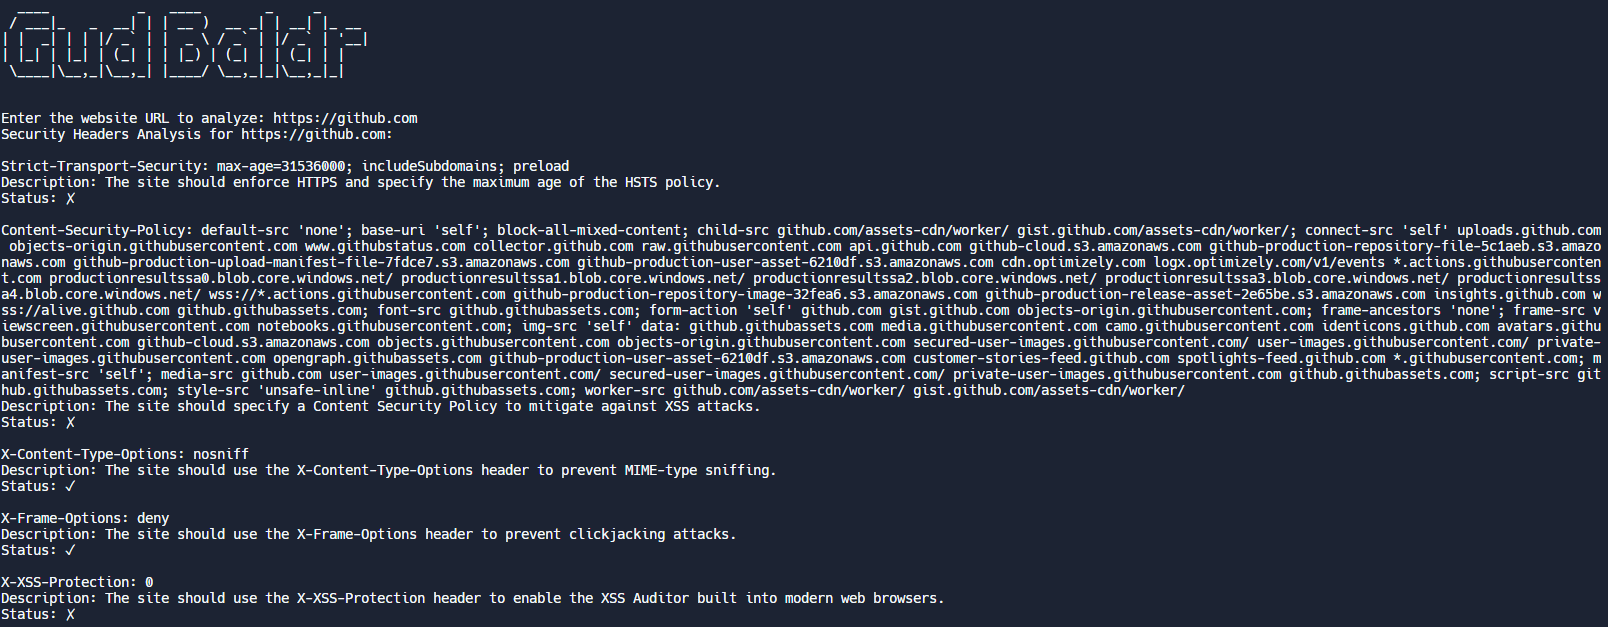 Gud Baldr
Enter the website URL to analyze: https://github.com
Security Headers Analysis for https://github.com:
Strict-Transport-Security: max-age=31536000; includeSubdomains; preload
Description: The site should enforce HTTPS and specify the maximum age of the HSTS policy.
Status: ✗
Content-Security-Policy: default-src 'none'; base-uri 'self'; block-all-mixed-content; child-src github.com/assets-cdn/worker/ gist.github.com/assets-cdn/worker/; connect-src 'self' uploads.github.com
objects-origin.githubusercontent.com www.githubstatus.com collector.github.com raw.githubusercontent.com api.github.com github-cloud.s3.amazonaws.com github-production-repository-file-5c1aeb.s3.amazo
naws.com github-production-upload-manifest-file-7fdce7.s3.amazonaws.com github-production-user-asset-6210df.s3.amazonaws.com cdn.optimizely.com logx.optimizely.com/v1/events *.actions.githubuserconten
t.com productionresultssa0.blob.core.windows.net/ productionresultssa1.blob.core.windows.net/ productionresultssa2.blob.core.windows.net/ productionresultssa3.blob.core.windows.net/ productionresultss
a4.blob.core.windows.net/ wss://*.actions.githubusercontent.com github-production-repository-image-32fea6.s3.amazonaws.com github-production-release-asset-2e65be.s3.amazonaws.com insights.github.com w
ss://alive.github.com github.githubassets.com; font-src github.githubassets.com; form-action 'self' github.com gist.github.com objects-origin.githubusercontent.com; frame-ancestors 'none'; frame-src v
iewscreen.githubusercontent.com notebooks.githubusercontent.com; img-src 'self' data: github.githubassets.com media.githubusercontent.com camo.githubusercontent.com identicons.github.com avatars.githu
busercontent.com github-cloud.s3.amazonaws.com objects.githubusercontent.com objects-origin.githubusercontent.com secured-user-images.githubusercontent.com/ user-images.githubusercontent.com/ private-
user-images.githubusercontent.com opengraph.githubassets.com github-production-user-asset-6210df.s3.amazonaws.com customer-stories-feed.github.com spotlights-feed.github.com *.githubusercontent.com; m
anifest-src 'self'; media-src github.com user-images.githubusercontent.com/ secured-user-images.githubusercontent.com/ private-user-images.githubusercontent.com github.githubassets.com; script-src git
hub.githubassets.com; style-src 'unsafe-inline' github.githubassets.com; worker-src github.com/assets-cdn/worker/ gist.github.com/assets-cdn/worker/
Description: The site should specify a Content Security Policy to mitigate against XSS attacks.
Status: ✗
X-Content-Type-Options: nosniff
Description: The site should use the X-Content-Type-Options header to prevent MIME-type sniffing.
Status: ✓
X-Frame-Options: deny
Description: The site should use the X-Frame-Options header to prevent clickjacking attacks.
Status: ✓
X-XSS-Protection: 0
Description: The site should use the X-XSS-Protection header to enable the XSS Auditor built into modern web browsers.
Status: ✗